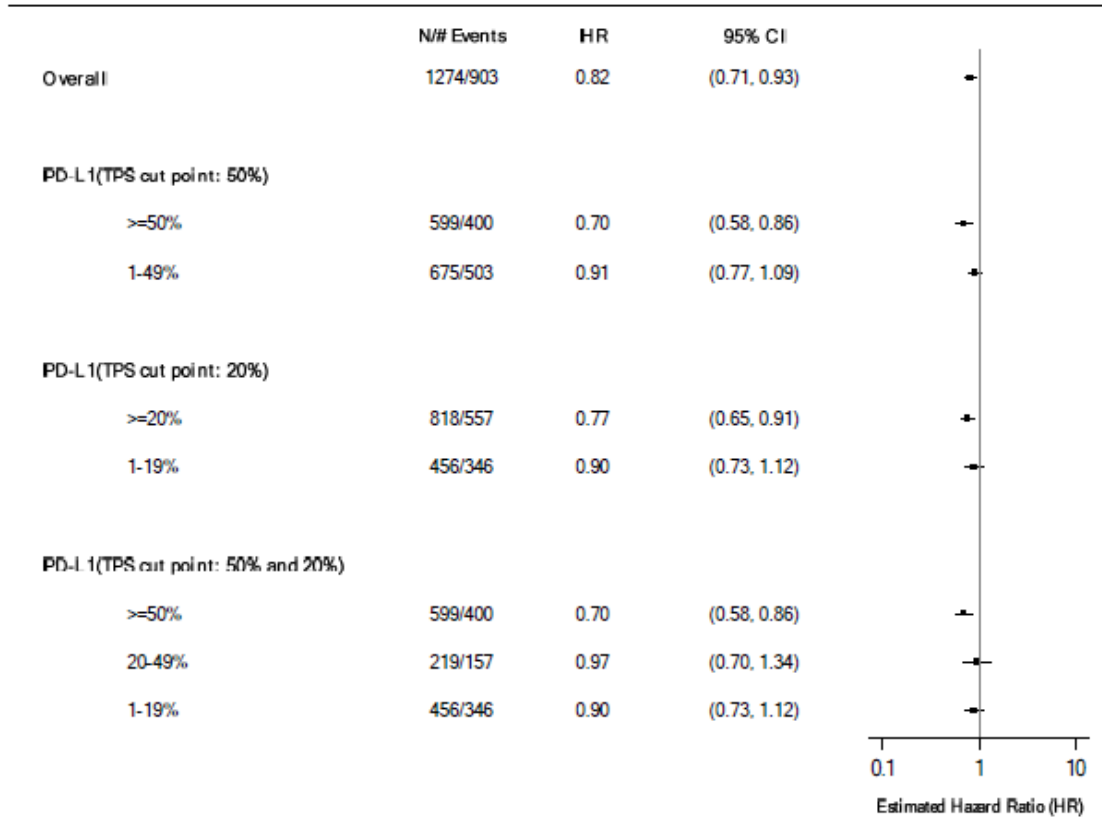 N/# Events HR 95% CI
Overall 1274/903 0.82 (0.71, 0.93)
PD-L1(TPS cut point: 50%)
>=50% 599/400 0.70 (0.58, 0.86)
1-49% 675/503 0.91 (0.77, 1.09)
PD-L1(TPS cut point: 20%)
>=20% 818/557 0.77 (0.65, 0.91)
1-19% 456/346 0.90 (0.73, 1.12)
PD-L1(TPS cut point: 50% and 20%)
>=50% 599/400 0.70 (0.58, 0.86)
20-49% 219/157 0.97 (0.70, 1.34)
1-19% 456/346 0.90 (0.73, 1.12)
0.1 1 10
Estimated Hazard Ratio (HR)